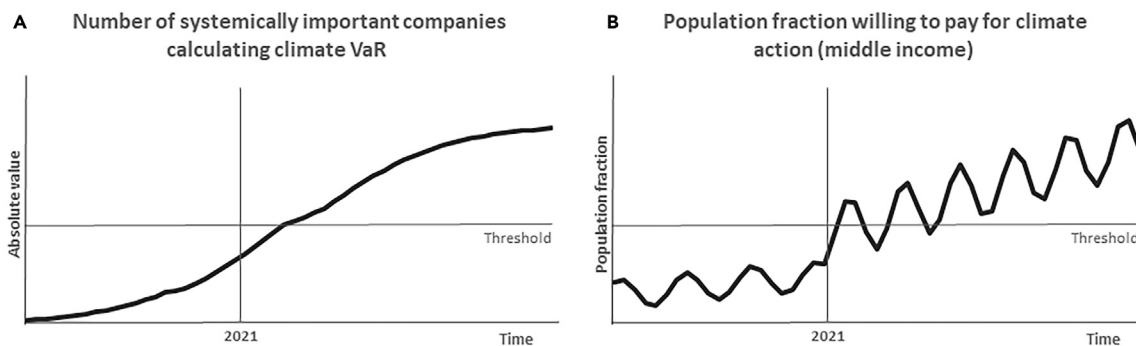 A
Number of systemically important companies
calculating climate VaR
Absolute value
Threshold
2021
Time
B
Population fraction willing to pay for climate
action (middle income)
Population fraction
Threshold
2021
Time